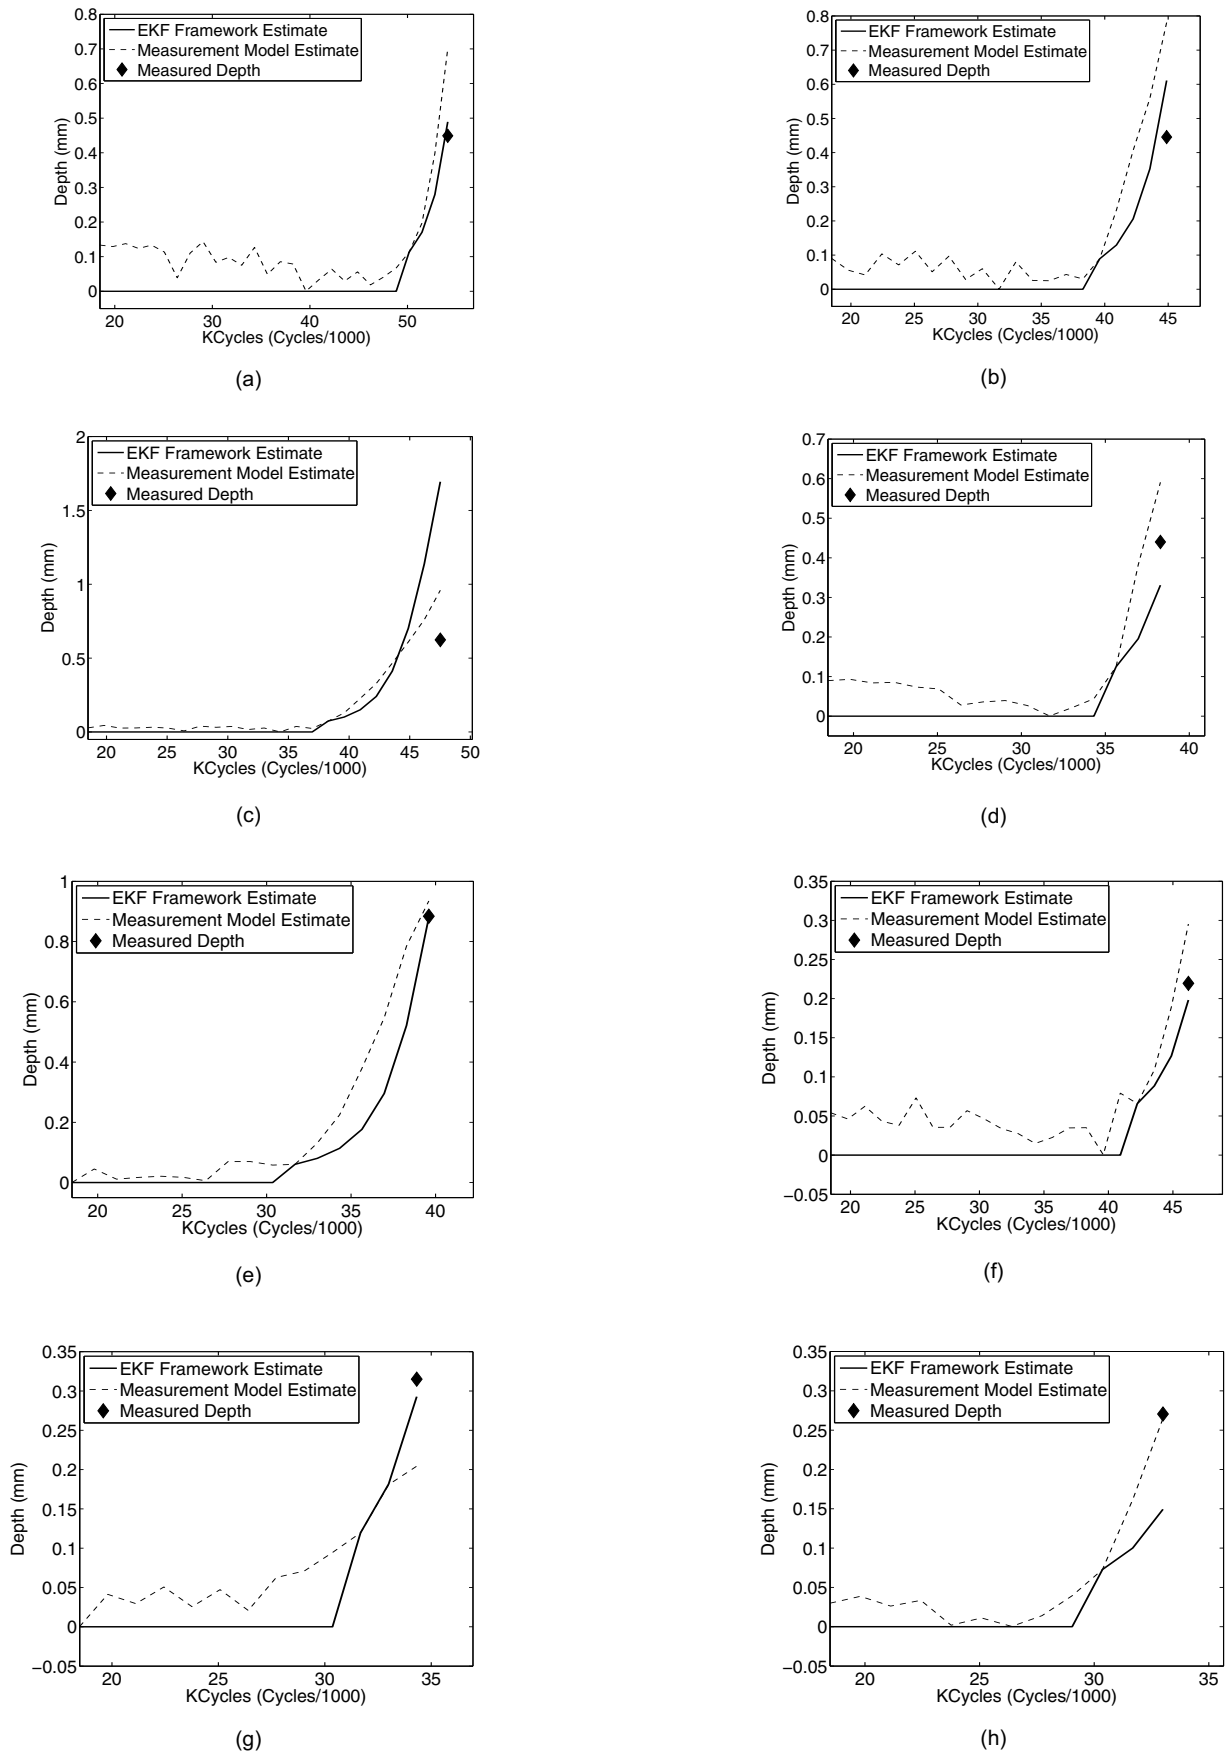 0.8
0.7
0.6
0.5
0.4
0.3
0.2
0.1
0
Depth (mm)
EKF Framework Estimate
Measurement Model Estimate
Measured Depth
20 30 40 50
KCycles (Cycles/1000)
(a)
0.8
0.7
0.6
0.5
0.4
0.3
0.2
0.1
0
Depth (mm)
EKF Framework Estimate
Measurement Model Estimate
Measured Depth
20 25 30 35 40 45
KCycles (Cycles/1000)
(b)
2
1.5
1
0.5
0
Depth (mm)
EKF Framework Estimate
Measurement Model Estimate
Measured Depth
20 25 30 35 40 45 50
KCycles (Cycles/1000)
(c)
0.7
0.6
0.5
0.4
0.3
0.2
0.1
0
Depth (mm)
EKF Framework Estimate
Measurement Model Estimate
Measured Depth
20 25 30 35 40
KCycles (Cycles/1000)
(d)
1
0.8
0.6
0.4
0.2
0
Depth (mm)
EKF Framework Estimate
Measurement Model Estimate
Measured Depth
20 25 30 35 40
KCycles (Cycles/1000)
(e)
0.35
0.3
0.25
0.2
0.15
0.1
0.05
0
−0.05
Depth (mm)
EKF Framework Estimate
Measurement Model Estimate
Measured Depth
20 25 30 35 40 45
KCycles (Cycles/1000)
(f)
0.35
0.3
0.25
0.2
0.15
0.1
0.05
0
−0.05
Depth (mm)
EKF Framework Estimate
Measurement Model Estimate
Measured Depth
20 25 30 35
KCycles (Cycles/1000)
(g)
0.35
0.3
0.25
0.2
0.15
0.1
0.05
0
−0.05
Depth (mm)
EKF Framework Estimate
Measurement Model Estimate
Measured Depth
20 25 30 35
KCycles (Cycles/1000)
(h)